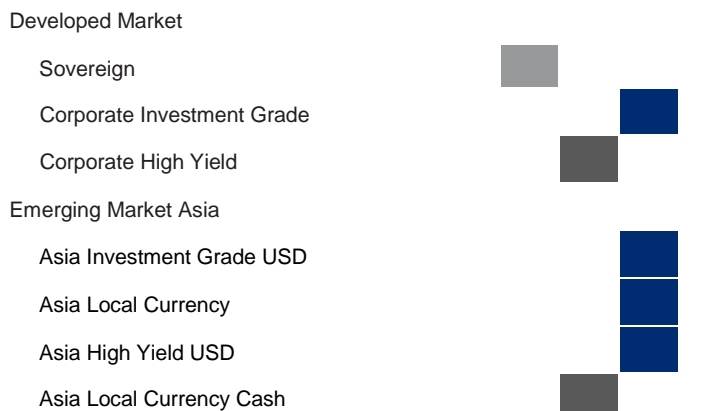 Developed Market
Sovereign
Corporate Investment Grade
Corporate High Yield
Emerging Market Asia
Asia Investment Grade USD
Asia Local Currency
Asia High Yield USD
Asia Local Currency Cash